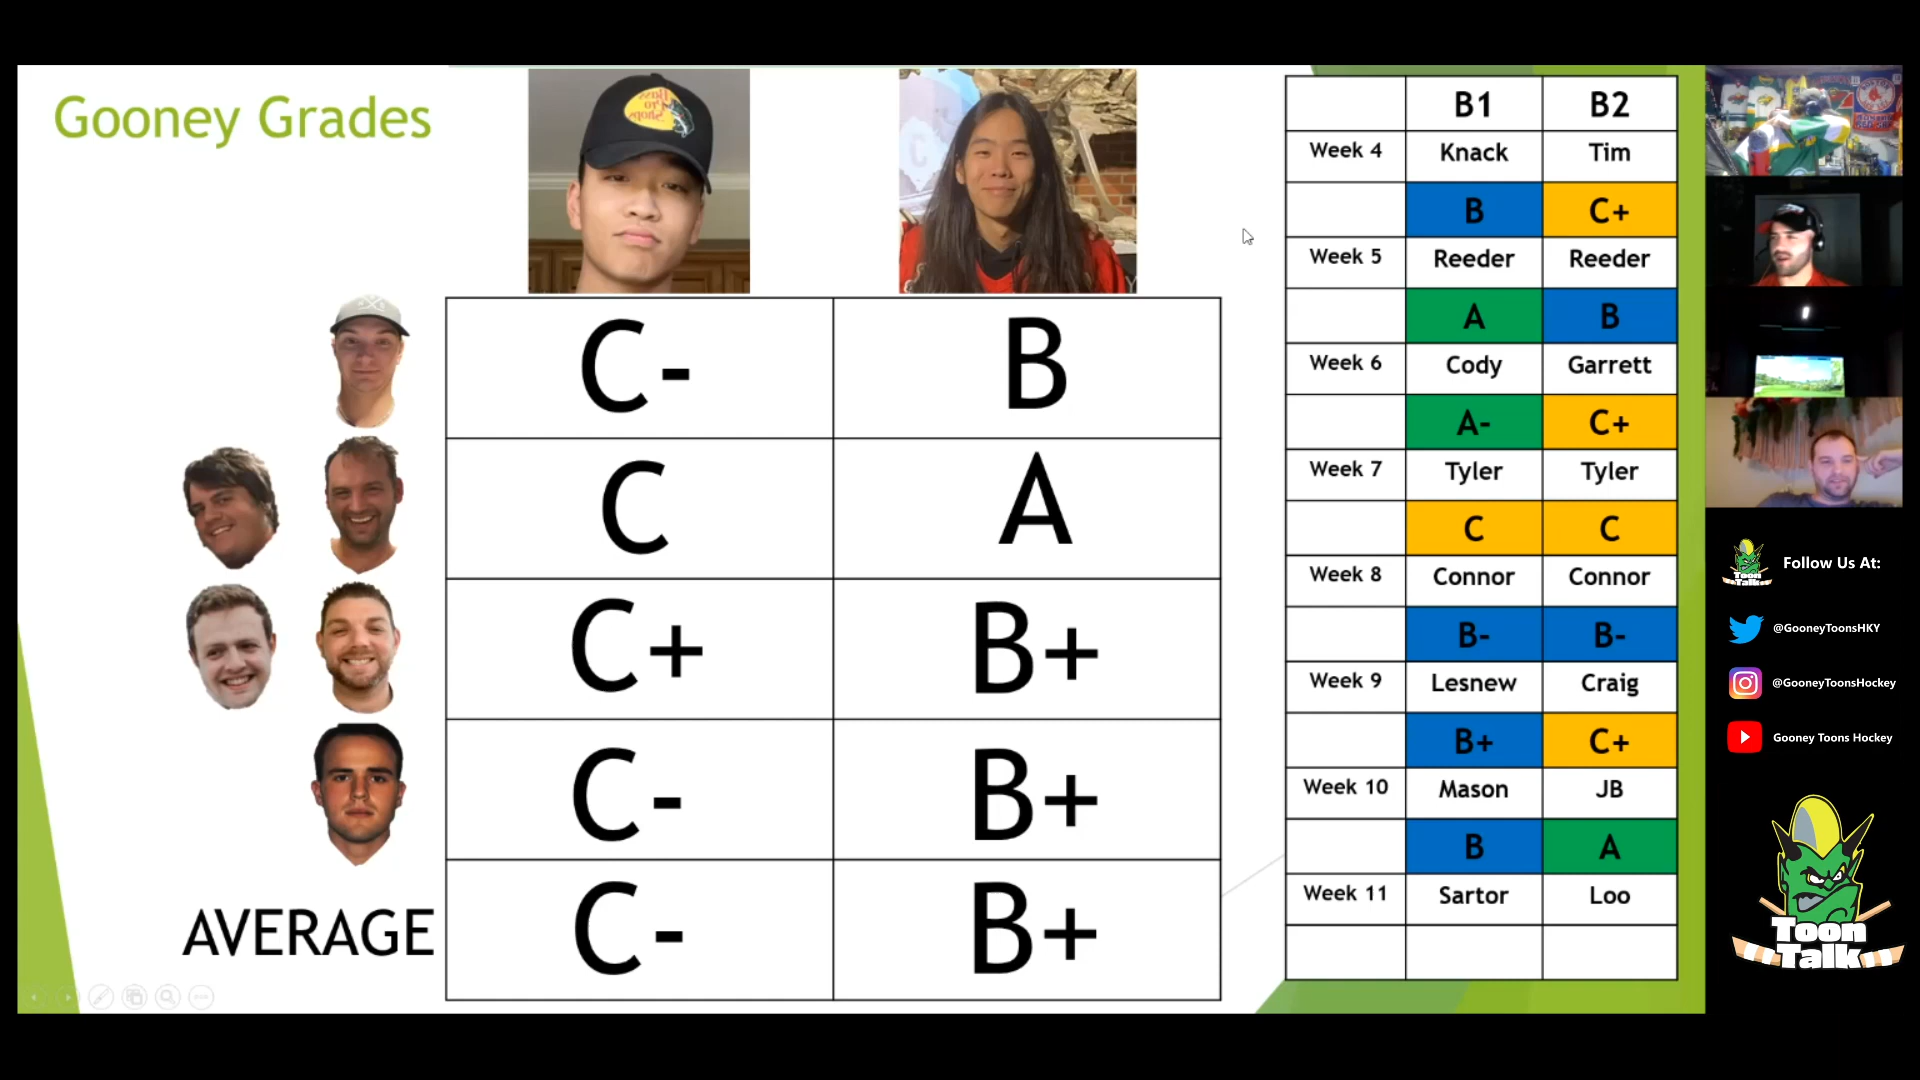 Gooney Grades
C- B
C A
C+ B+
C- B+
AVERAGE C- B+
B1 B2
Week 4 Knack Tim
B C+
Week 5 Reeder Reeder
A B
Week 6 Cody Garrett
A- C+
Week 7 Tyler Tyler
C C
Week 8 Connor Connor
B- B-
Week 9 Lesnew Craig
B+ C+
Week 10 Mason JB
B A
Week 11 Sartor Loo
Toon
Talk
Follow Us At:
@GooneyToonsHKY
@GooneyToonsHockey
Gooney Toons Hockey
Toon
Talk